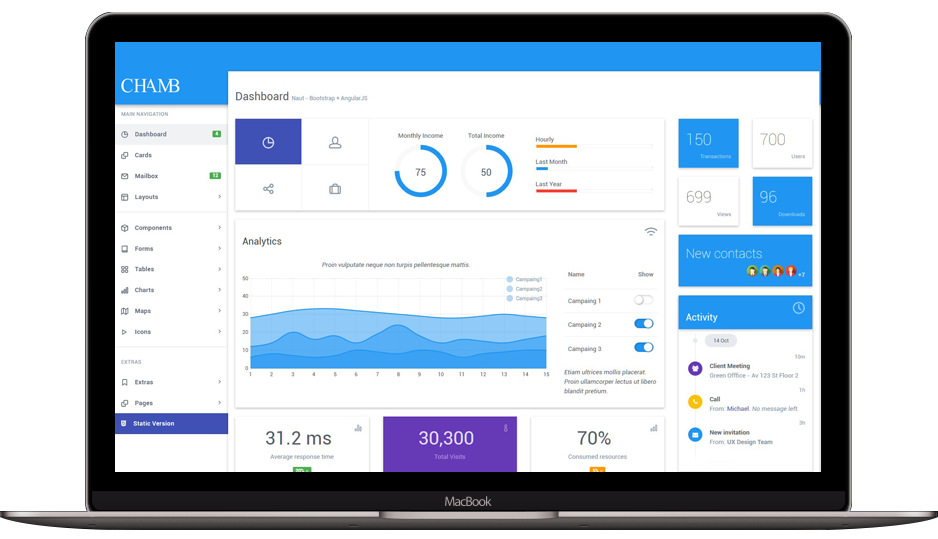 CHAMB
MAIN NAVIGATION
Dashboard 4
Cards
Mailbox 13
Layouts
Components
Forms
Tables
Charts
Maps
Icons
EXTRAS
Extras
Pages
Static Version
Dashboard Naut - Bootstrap + AngularJS
Monthly Income
75
Total Income
50
Hourly
Last Month
Last Year
150
Transactions
700
Users
699
Views
96
Downloads
New contacts
+7
Analytics
Proin vulputate neque non turpis pellentesque mattis.
Campaing1
Campaing2
Campaing3
50
40
30
20
10
0
1 2 3 4 5 6 7 8 9 10 11 12 13 14 15
Name Show
Campaing 1
Campaing 2
Campaing 3
Etiam ultrices mollis placerat.
Proin ullamcorper lectus ut libero
blandit pretium.
Activity
14 Oct
10m
Client Meeting
Green Office - Av 123 St Floor 2
1h
Call
From: Michael. No message left.
3h
New invitation
From: UX Design Team
31.2 ms
Average response time
30,300
Total Visits
70%
Consumed resources
MacBook